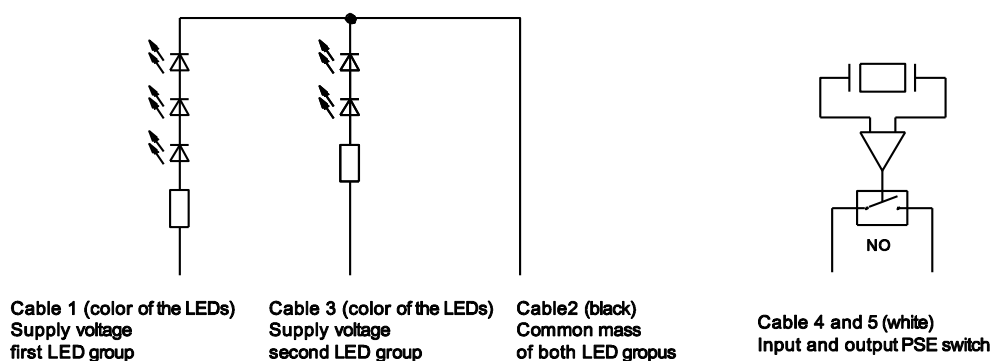 NO
Cable 1 (color of the LEDs)
Supply voltage
first LED group
Cable 3 (color of the LEDs)
Supply voltage
second LED group
Cable2 (black)
Common mass
of both LED gropus
Cable 4 and 5 (white)
Input and output PSE switch